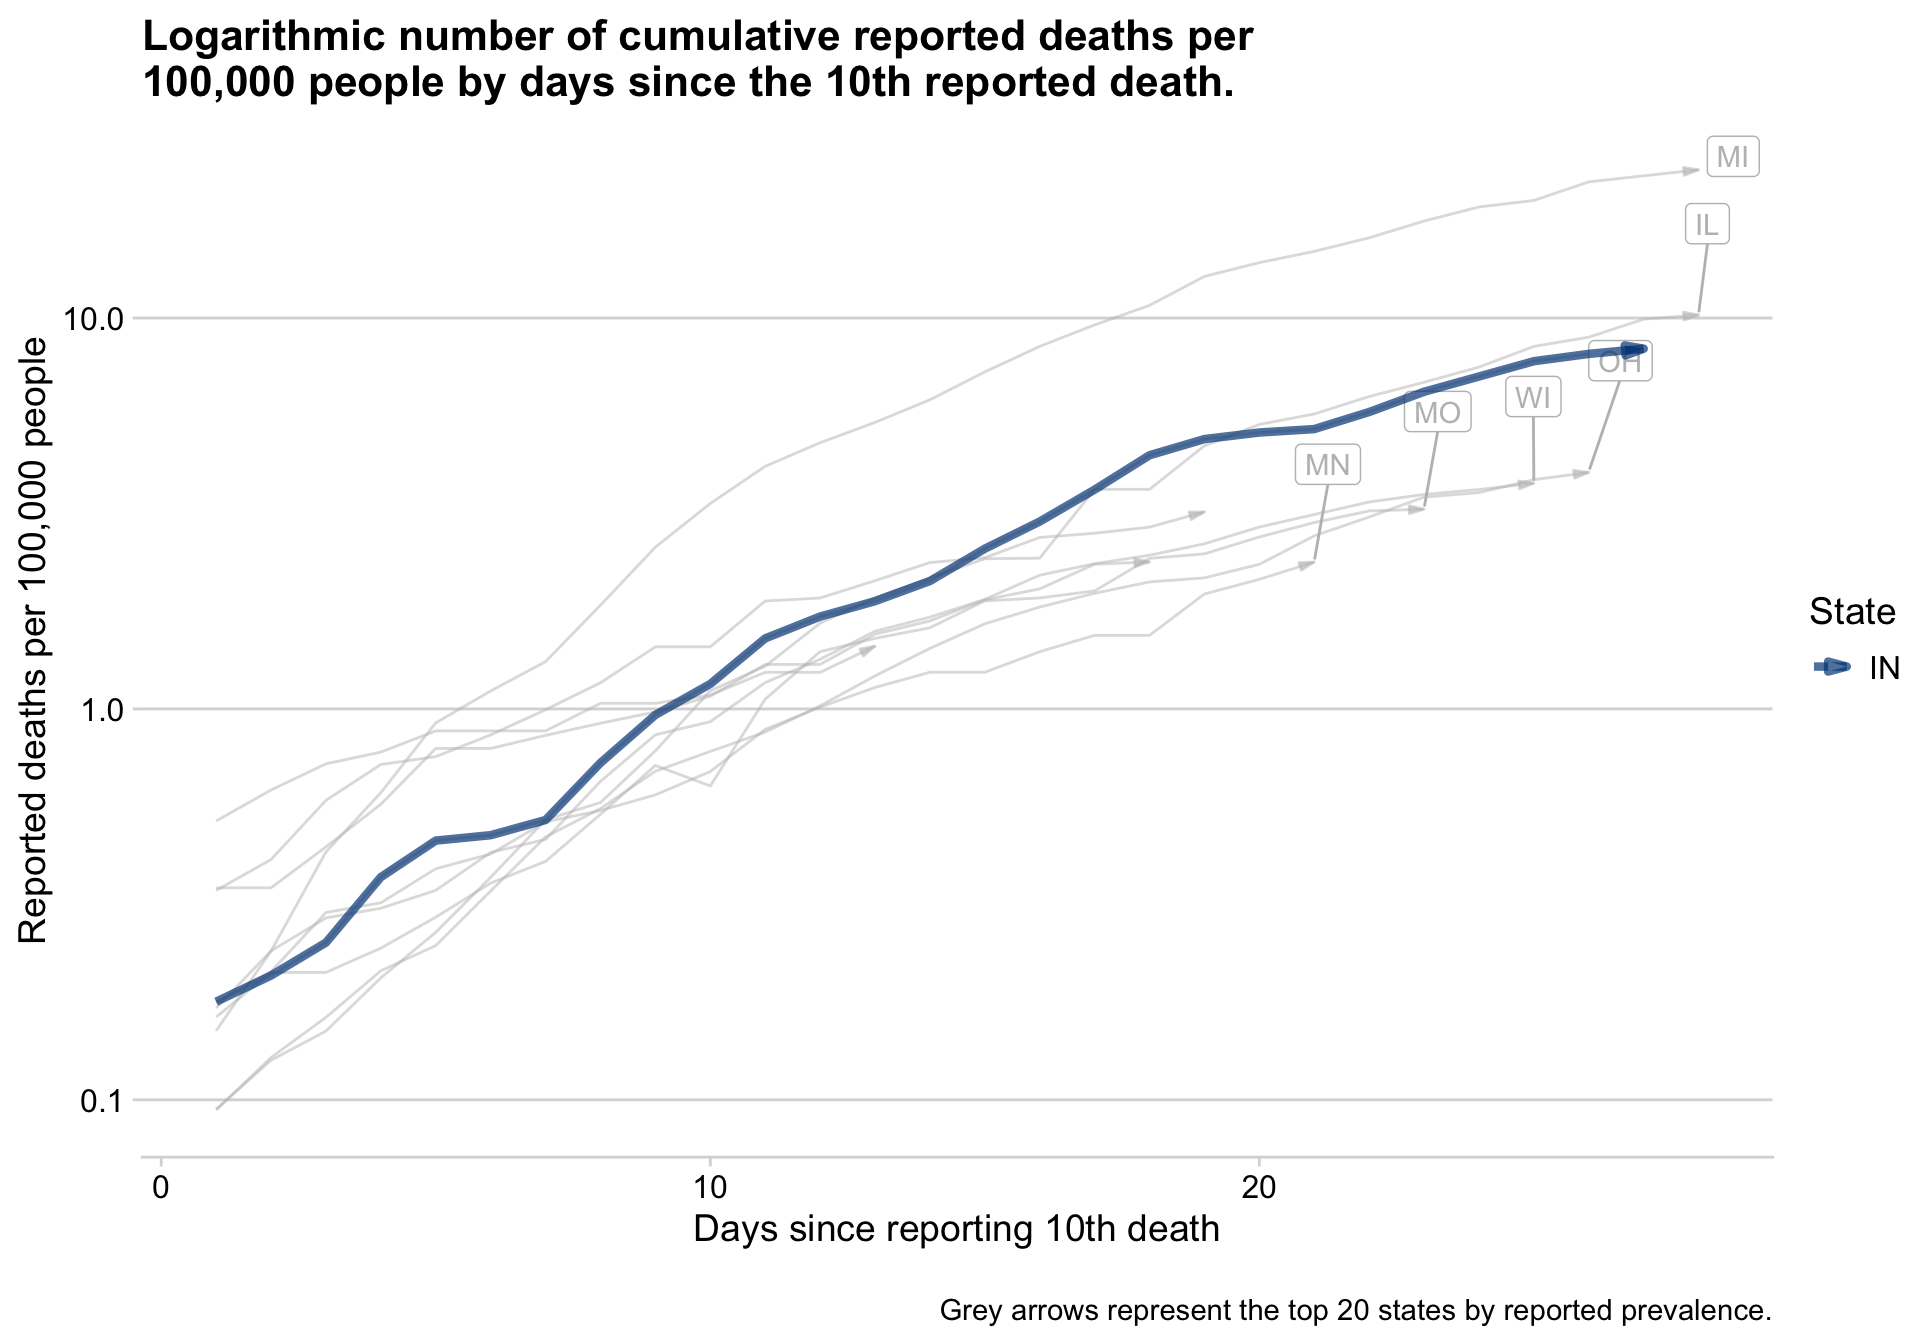 Logarithmic number of cumulative reported deaths per
100,000 people by days since the 10th reported death.
MI
IL
OH
WI
MO
MN
10.0
1.0
0.1
Reported deaths per 100,000 people
0
10
20
Days since reporting 10th death
State
IN
Grey arrows represent the top 20 states by reported prevalence.